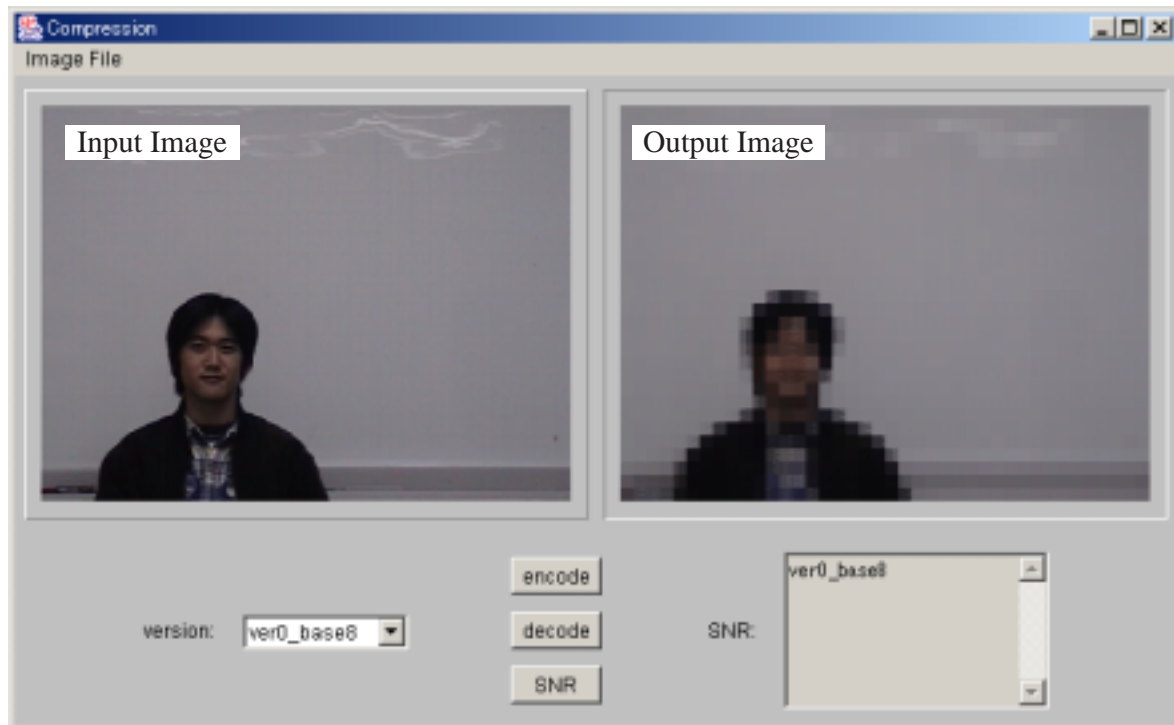 Compression
Image File
Input Image
Output Image
encode
ver0_base8
version:
ver0_base8
decode
SNR:
SNR